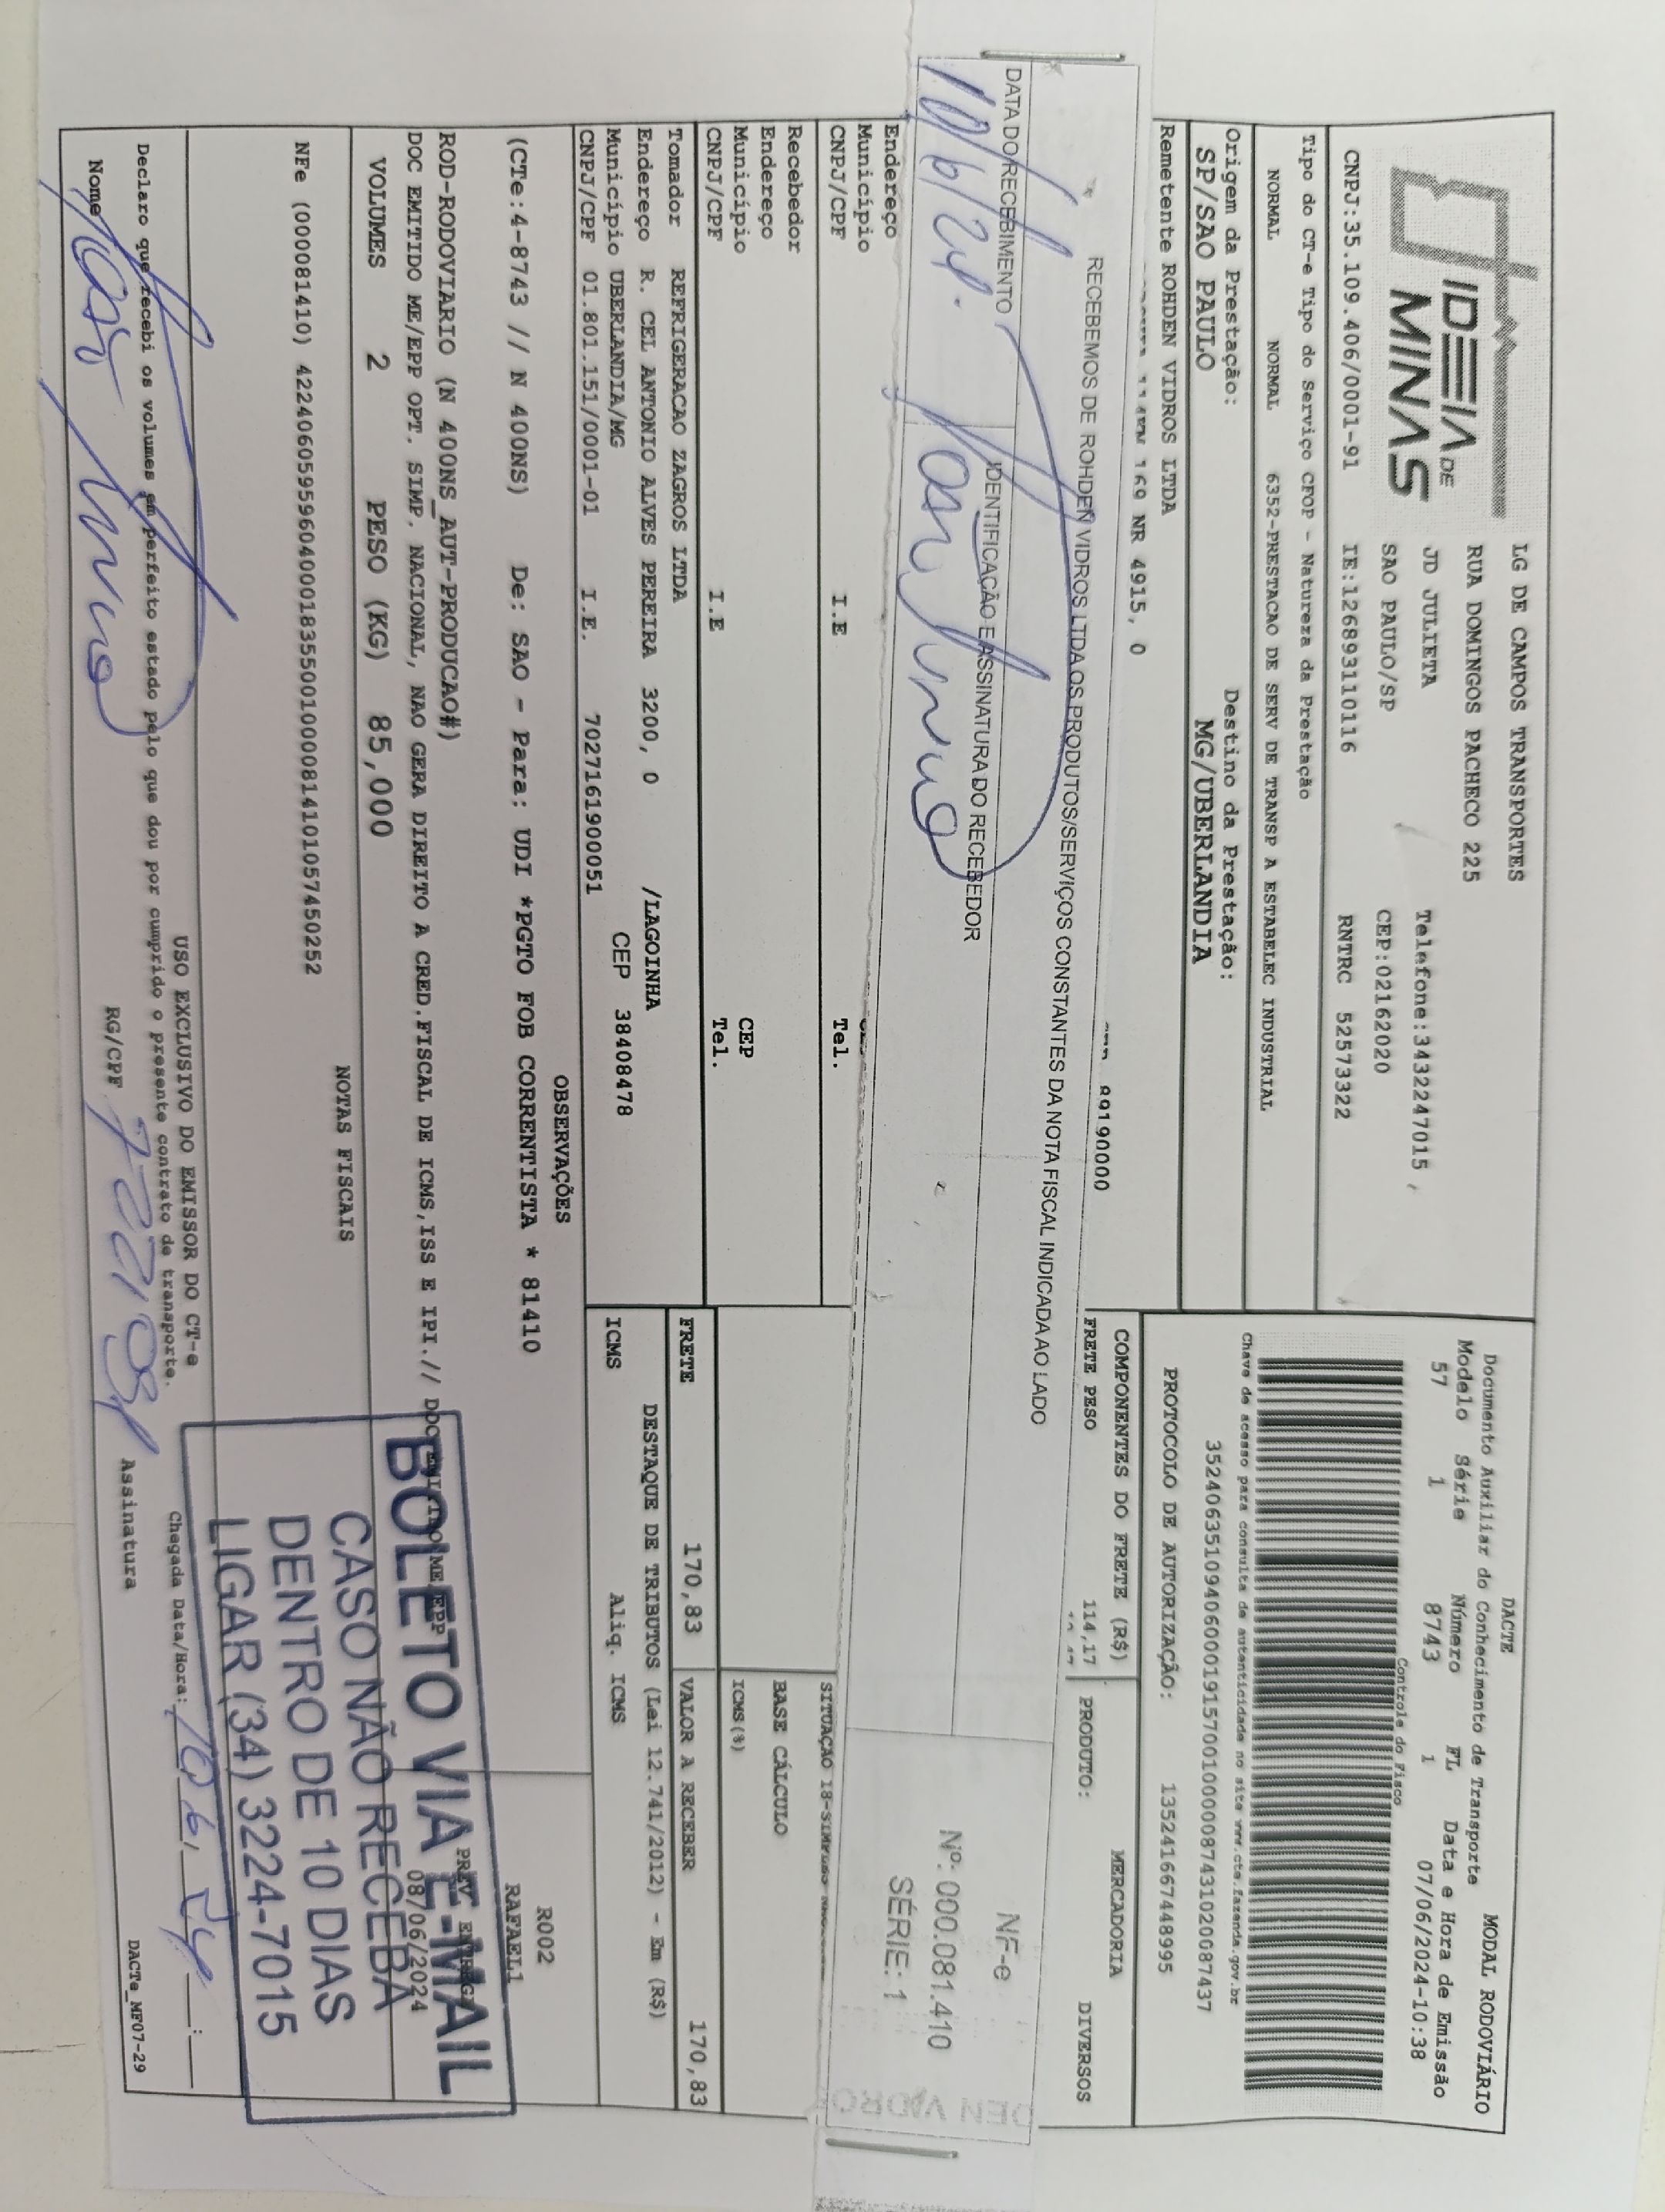 IDEIA DE
MINAS
LG DE CAMPOS TRANSPORTES
RUA DOMINGOS PACHECO 225
JD JULIETA Telefone:3432247015 ,
SAO PAULO/SP CEP:02162020
CNPJ:35.109.406/0001-91 IE:126893110116 RNTRC 52573322
DACTE MODAL RODOVIÁRIO
Documento Auxiliar do Conhecimento de Transporte
Modelo Série Número FL Data e Hora de Emissão
57 1 8743 1 07/06/2024-10:38
Controle do Fisco
Tipo do CT-e Tipo do Serviço CFOP - Natureza da Prestação
NORMAL NORMAL 6352-PRESTACAO DE SERV DE TRANSP A ESTABELEC INDUSTRIAL
Chave de acesso para consulta de autenticidade no site www.cte.fazenda.gov.br
35240635109406000191570010000087431020087437
Origem da Prestação: Destino da Prestação:
SP/SAO PAULO MG/UBERLANDIA
PROTOCOLO DE AUTORIZAÇÃO: 135241667448995
Remetente ROHDEN VIDROS LTDA
169 NR 4915, 0
89190000
COMPONENTES DO FRETE (R$) MERCADORIA
FRETE PESO 114,17 PRODUTO: DIVERSOS
RECEBEMOS DE ROHDEN VIDROS LTDA OS PRODUTOS/SERVIÇOS CONSTANTES DA NOTA FISCAL INDICADA AO LADO
DATA DO RECEBIMENTO IDENTIFICAÇÃO E ASSINATURA DO RECEBEDOR
10/6/24.
NF-e
Nº: 000.081.410
SÉRIE: 1
Endereço
Município
CNPJ/CPF I.E Tel.
Recebedor
Endereço
Município CEP
CNPJ/CPF I.E Tel.
BASE CÁLCULO
ICMS(%)
Tomador REFRIGERACAO ZAGROS LTDA
Endereço R. CEL ANTONIO ALVES PEREIRA 3200, 0 /LAGOINHA
Município UBERLANDIA/MG CEP 38408478
CNPJ/CPF 01.801.151/0001-01 I.E. 7027161900051
FRETE 170,83 VALOR A RECEBER 170,83
DESTAQUE DE TRIBUTOS (Lei 12.741/2012) - Em (R$)
ICMS Aliq. ICMS
OBSERVAÇÕES
(CTe:4-8743 // N 400NS) De: SAO - Para: UDI *PGTO FOB CORRENTISTA * 81410
R002
RAFAEL1
ROD-RODOVIARIO (N 400NS_AUT-PRODUCAO#)
DOC EMITIDO ME/EPP OPT. SIMP. NACIONAL, NAO GERA DIREITO A CRED.FISCAL DE ICMS,ISS E IPI.// DOC EMITIDO ME/EPP
PREV ENTREGA
08/06/2024
VOLUMES 2 PESO (KG) 85,000
NOTAS FISCAIS
NFe (000081410) 42240605959604000183550010000814101057450252
BOLETO VIA E-MAIL
CASO NÃO RECEBA
DENTRO DE 10 DIAS
LIGAR (34) 3224-7015
USO EXCLUSIVO DO EMISSOR DO CT-e
Declaro que recebi os volumes em perfeito estado pelo que dou por cumprido o presente contrato de transporte.
Chegada Data/Hora: 10/6/24 :
Nome RG/CPF Assinatura
DACTe_MF07-29